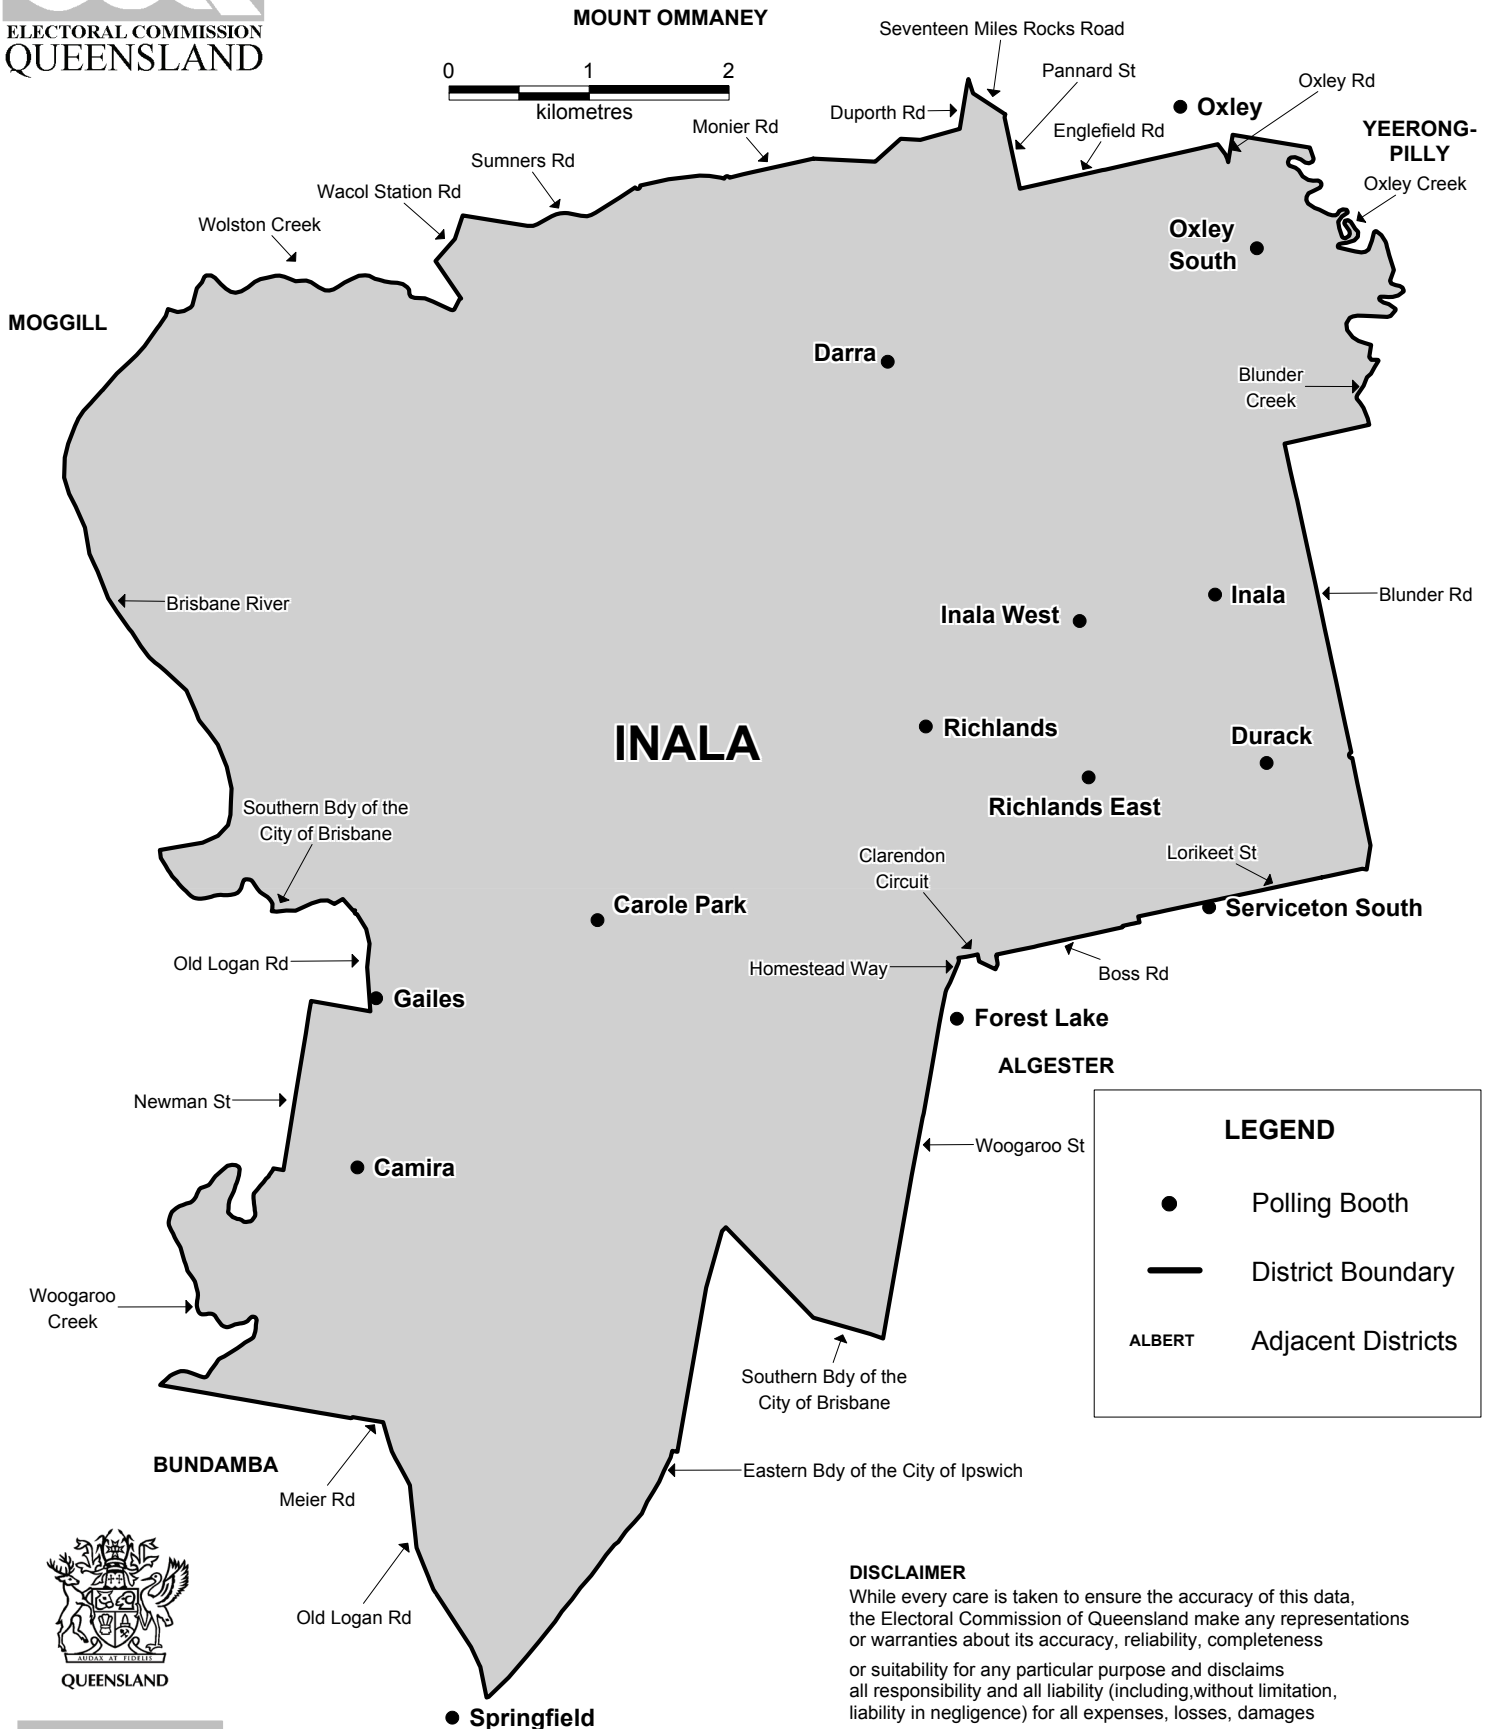 ELECTORAL COMMISSION
QUEENSLAND
MOUNT OMMANEY
Seventeen Miles Rocks Road
0 1 2
kilometres
Pannard St
Oxley Rd
Duporth Rd
Oxley
Monier Rd
Englefield Rd
YEERONG-
PILLY
Sumners Rd
Wacol Station Rd
Oxley Creek
Wolston Creek
Oxley
South
MOGGILL
Darra
Blunder
Creek
Brisbane River
Inala West
Inala
Blunder Rd
INALA
Richlands
Durack
Richlands East
Southern Bdy of the
City of Brisbane
Clarendon
Circuit
Lorikeet St
Carole Park
Serviceton South
Old Logan Rd
Homestead Way
Boss Rd
Gailes
Forest Lake
ALGESTER
Newman St
Woogaroo St
Camira
LEGEND
Polling Booth
District Boundary
ALBERT Adjacent Districts
Woogaroo
Creek
Southern Bdy of the
City of Brisbane
BUNDAMBA
Meier Rd
Eastern Bdy of the City of Ipswich
Old Logan Rd
AUDAX AT FIDELIS
QUEENSLAND
Springfield
DISCLAIMER
While every care is taken to ensure the accuracy of this data,
the Electoral Commission of Queensland make any representations
or warranties about its accuracy, reliability, completeness
or suitability for any particular purpose and disclaims
all responsibility and all liability (including,without limitation,
liability in negligence) for all expenses, losses, damages